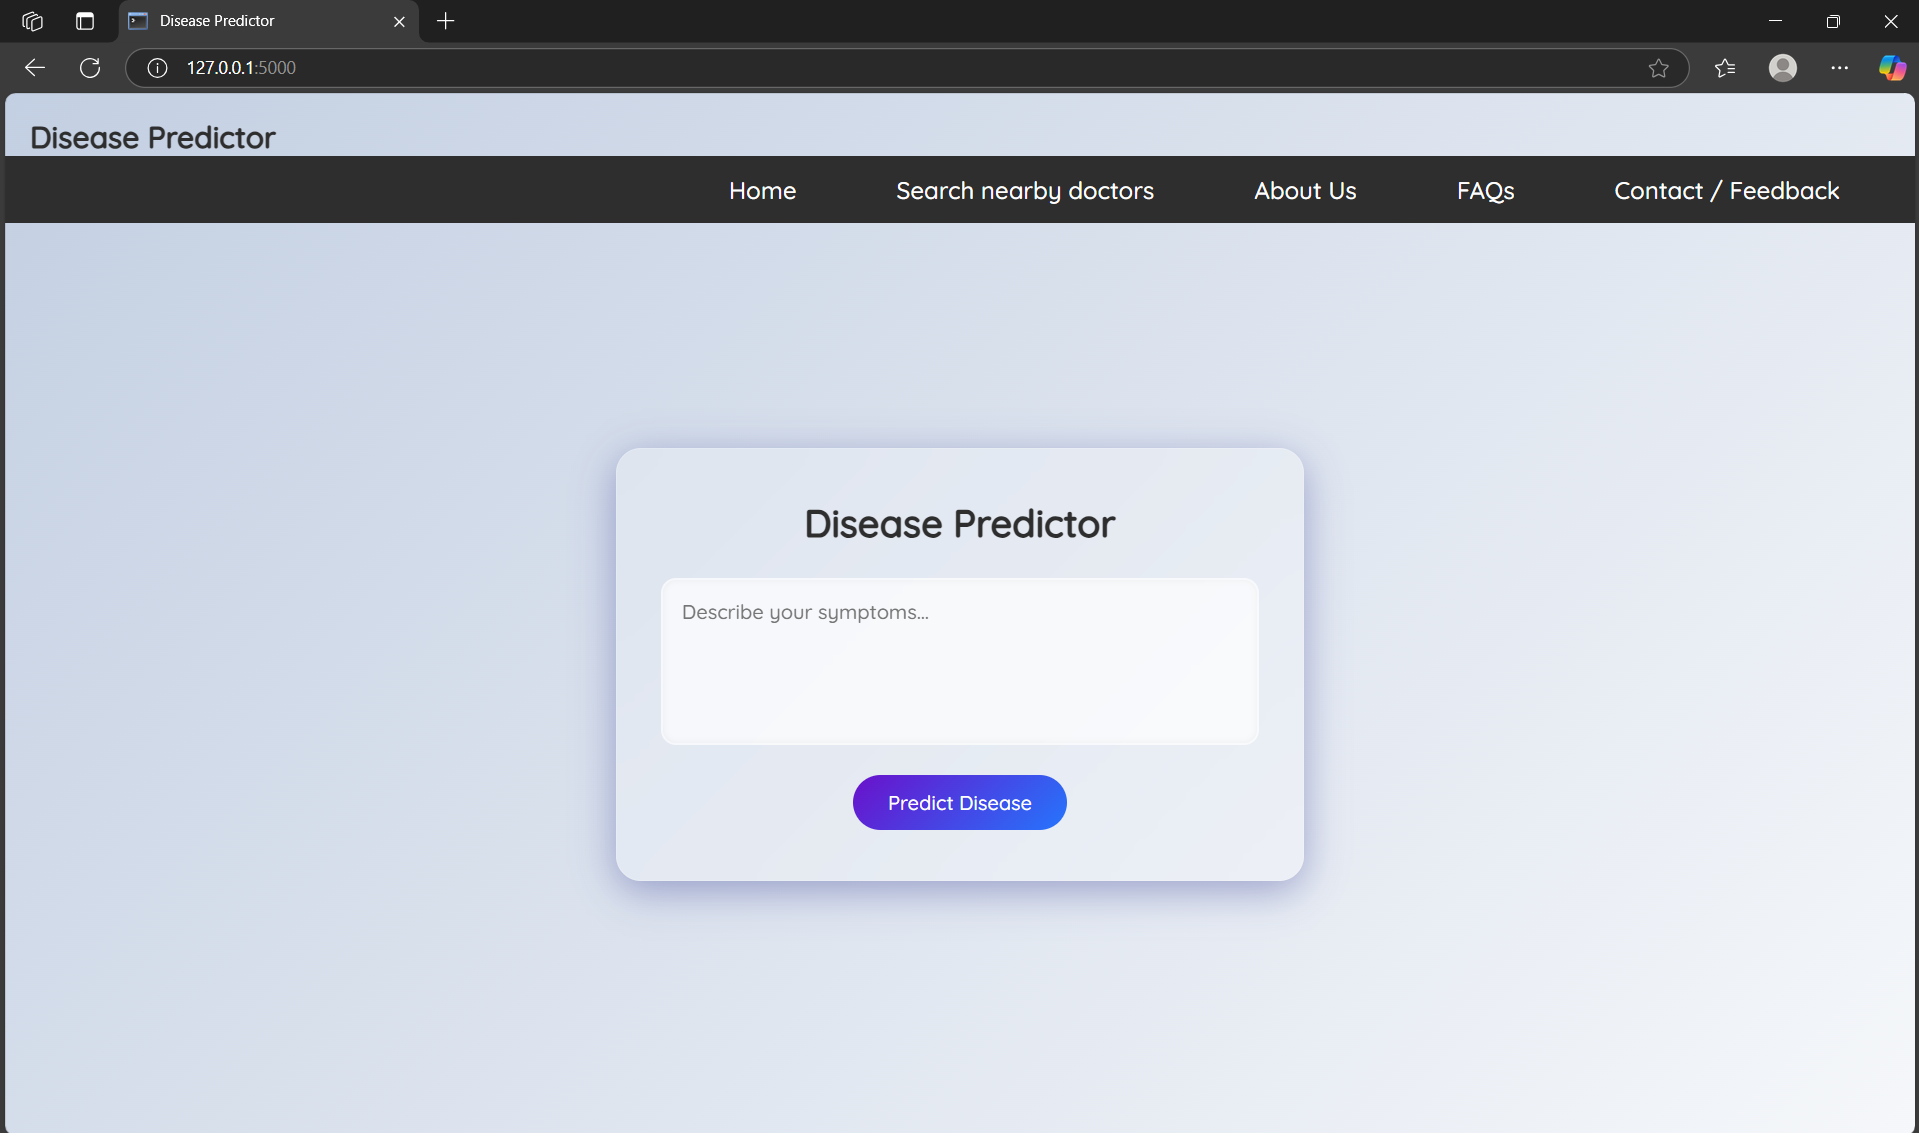 Disease Predictor
127.0.0.1:5000
Disease Predictor
Home Search nearby doctors About Us FAQs Contact / Feedback
Disease Predictor
Describe your symptoms...
Predict Disease